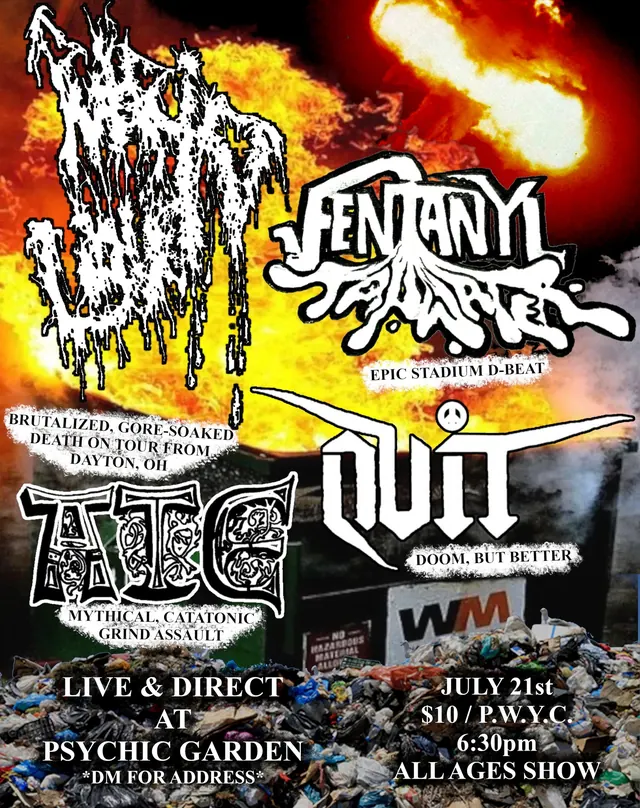 FENTANYL
TAPWATER
EPIC STADIUM D-BEAT
BRUTALIZED, GORE-SOAKED
DEATH ON TOUR FROM
DAYTON, OH
QUIT
DOOM, BUT BETTER
ATE
MYTHICAL, CATATONIC
GRIND ASSAULT
WM
NO
HAZARDOUS
MATERIAL
LIVE & DIRECT
AT
PSYCHIC GARDEN
*DM FOR ADDRESS*
JULY 21st
$10 / P.W.Y.C.
6:30pm
ALL AGES SHOW